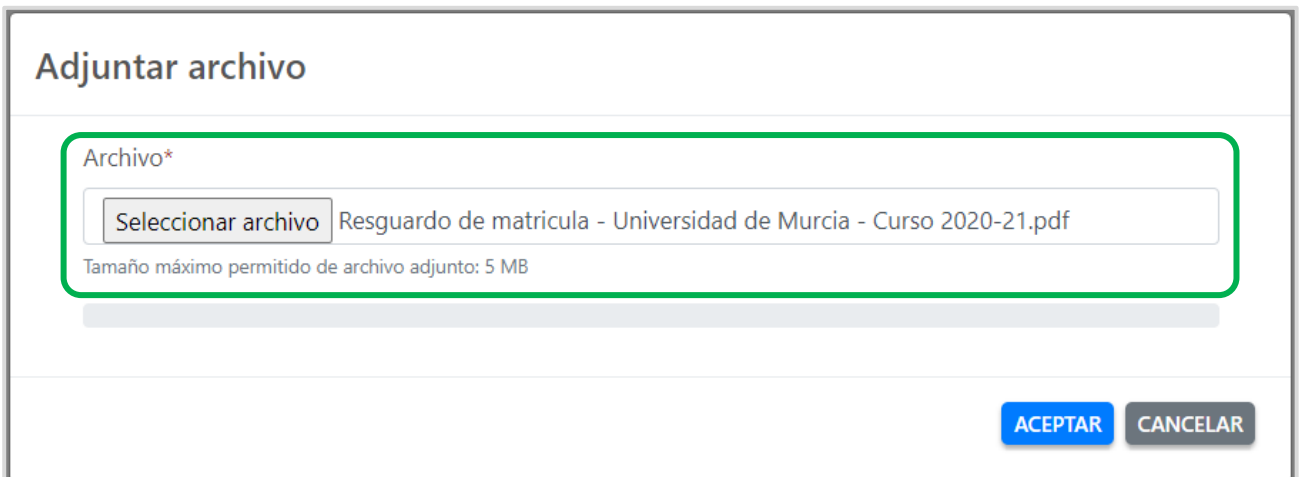 Adjuntar archivo
Archivo*
Seleccionar archivo Resguardo de matricula - Universidad de Murcia - Curso 2020-21.pdf
Tamaño máximo permitido de archivo adjunto: 5 MB
ACEPTAR CANCELAR